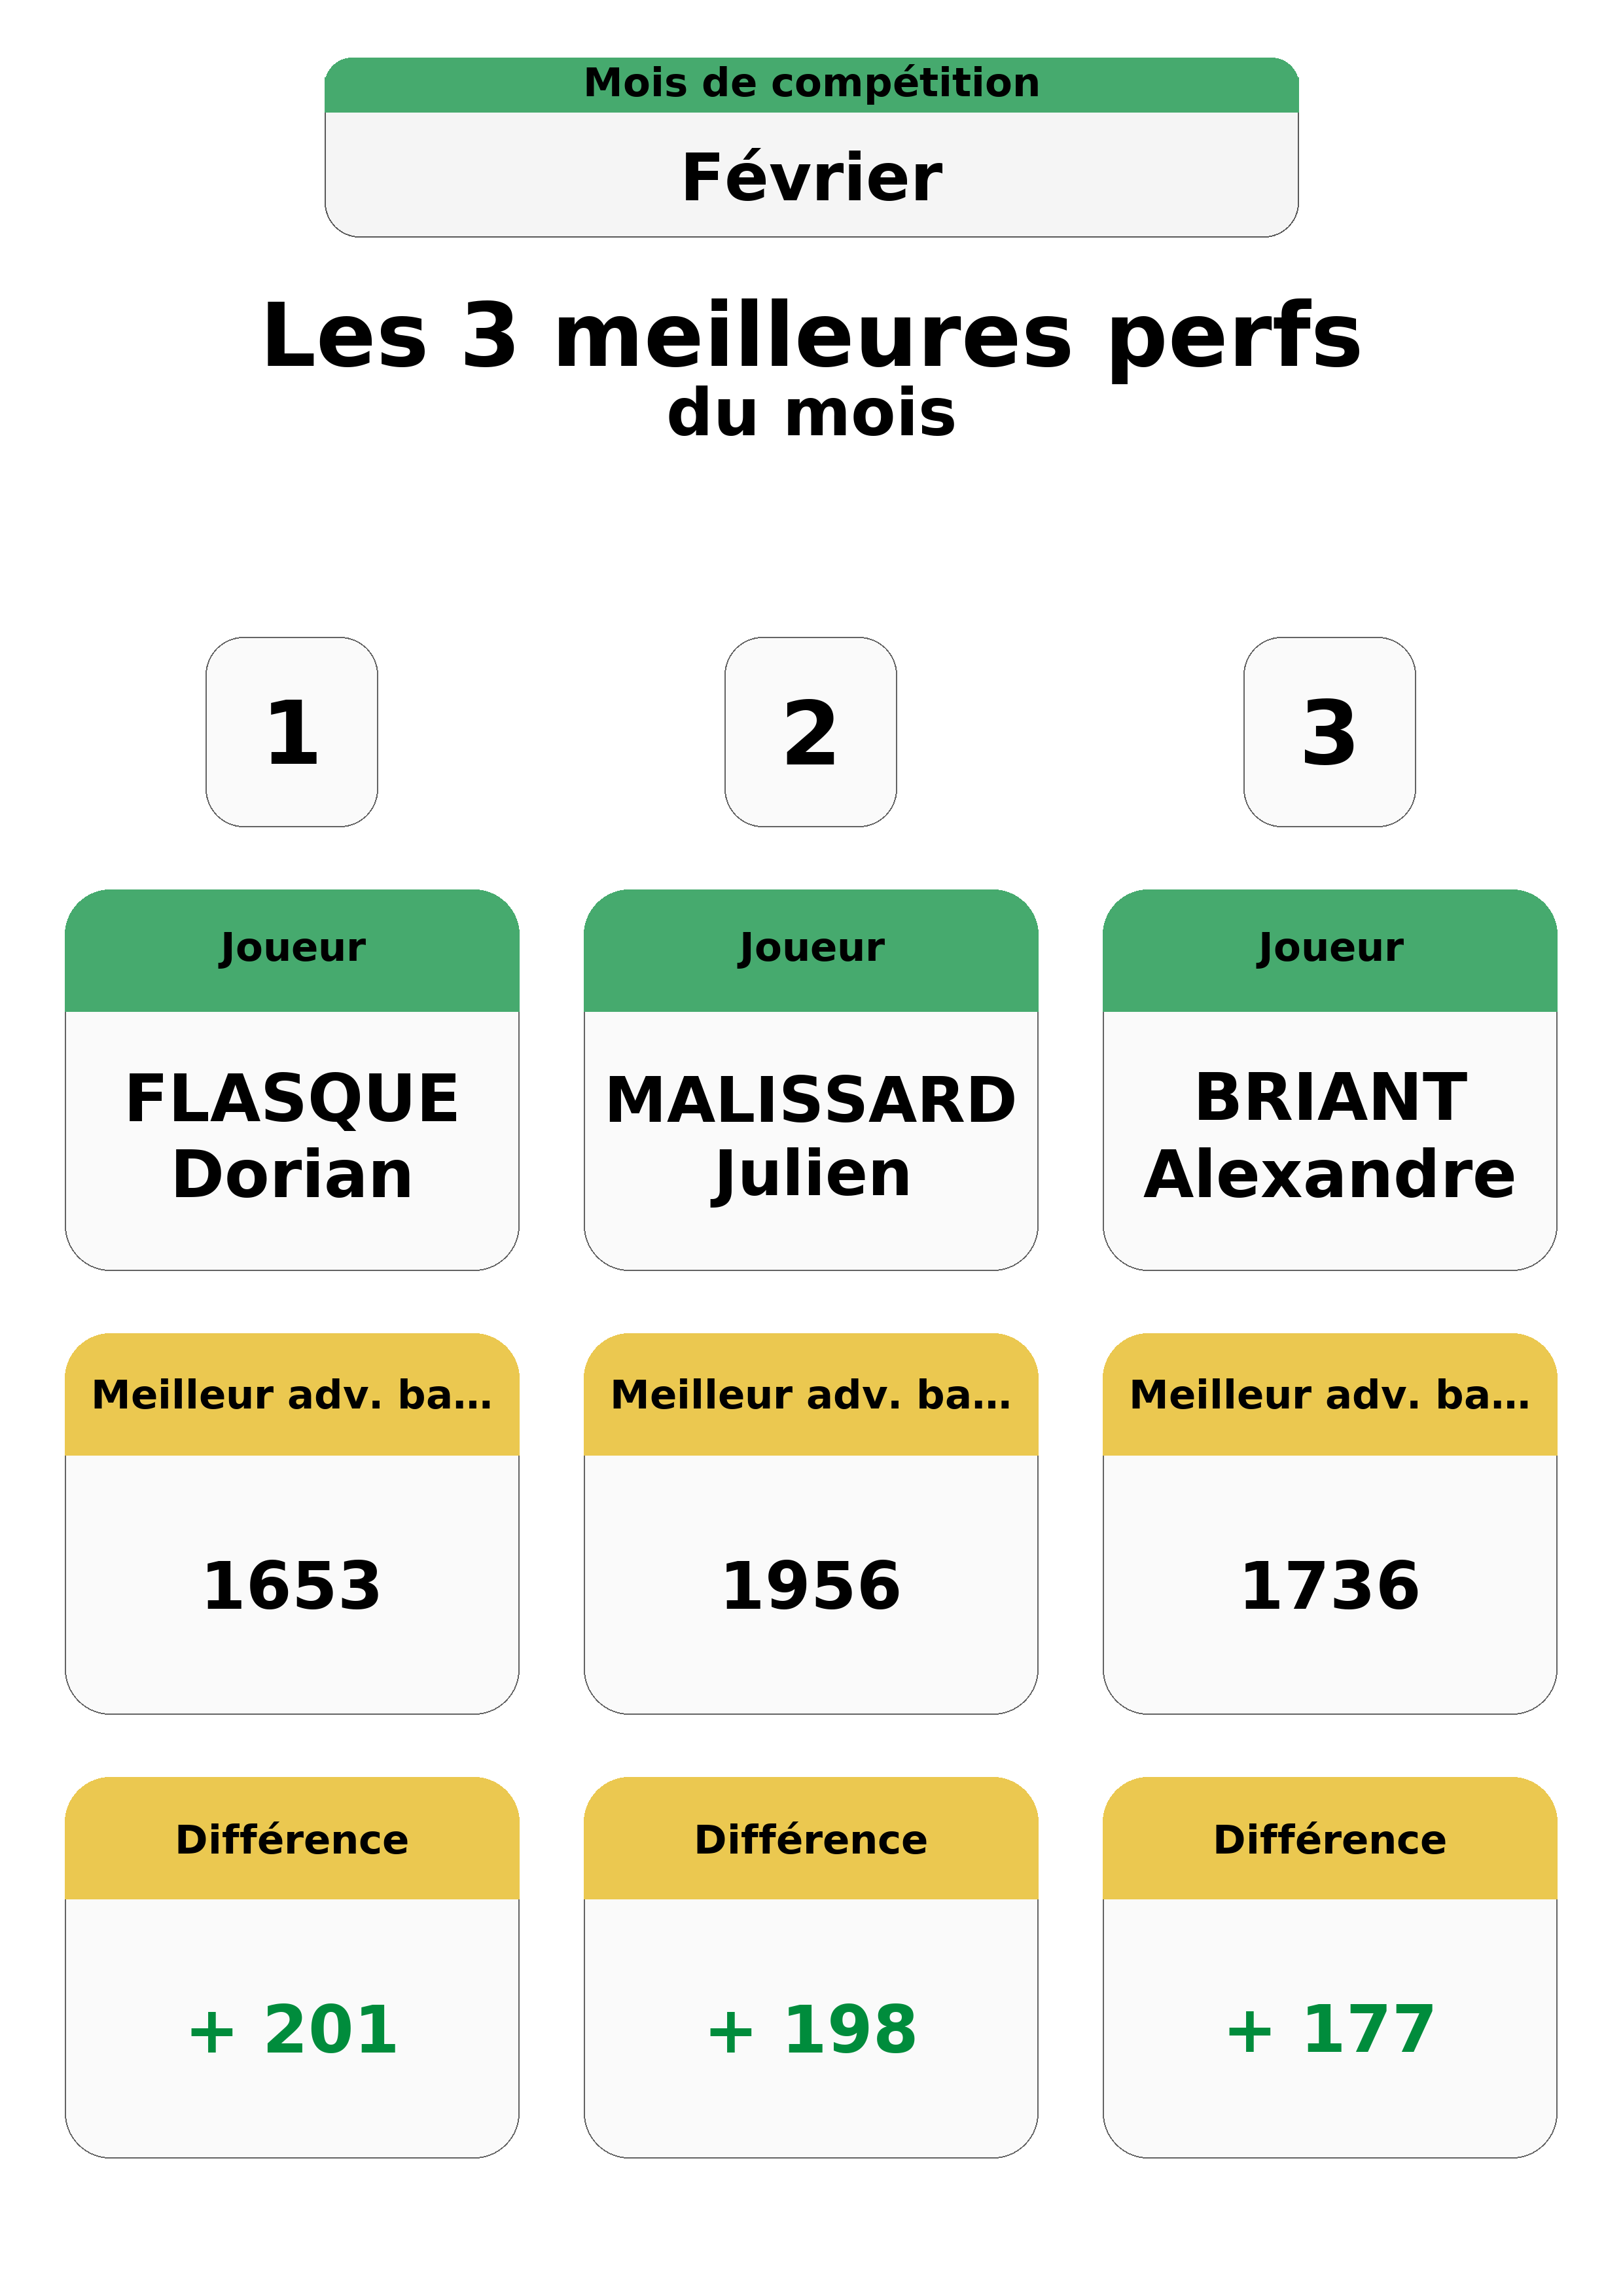 Mois de compétition
Février
Les 3 meilleures perfs
du mois
1
2
3
Joueur
Joueur
Joueur
FLASQUE
Dorian
MALISSARD
Julien
BRIANT
Alexandre
Meilleur adv. ba...
Meilleur adv. ba...
Meilleur adv. ba...
1653
1956
1736
Différence
Différence
Différence
+ 201
+ 198
+ 177